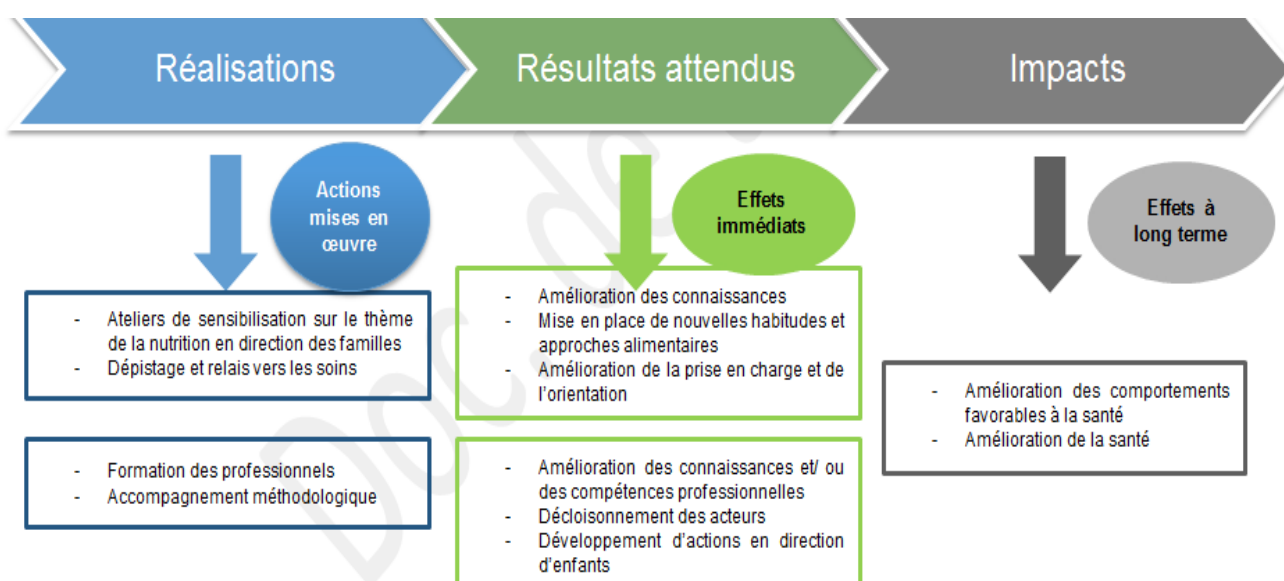 Réalisations
Résultats attendus
Impacts
Actions
mises en
œuvre
Effets
immédiats
Effets à
long terme
- Ateliers de sensibilisation sur le thème
de la nutrition en direction des familles
- Dépistage et relais vers les soins
- Formation des professionnels
- Accompagnement méthodologique
- Amélioration des connaissances
- Mise en place de nouvelles habitudes et
approches alimentaires
- Amélioration de la prise en charge et de
l'orientation
- Amélioration des connaissances et/ ou
des compétences professionnelles
- Décloisonnement des acteurs
- Développement d'actions en direction
d'enfants
- Amélioration des comportements
favorables à la santé
- Amélioration de la santé
Doc. de